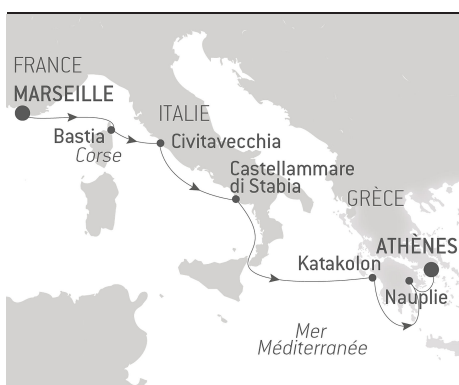 FRANCE
MARSEILLE
ITALIE
Bastia
Corse
Civitavecchia
Castellammare
di Stabia
GRÈCE
ATHÈNES
Katakolon
Nauplie
Mer
Méditerranée